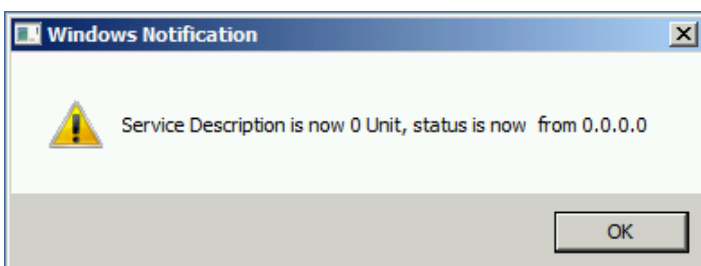 Windows Notification
Service Description is now 0 Unit, status is now  from 0.0.0.0
OK